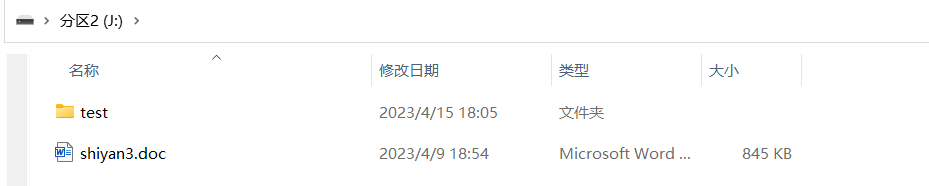 分区2 (J:)
名称 修改日期 类型 大小
test 2023/4/15 18:05 文件夹
shiyan3.doc 2023/4/9 18:54 Microsoft Word ... 845 KB